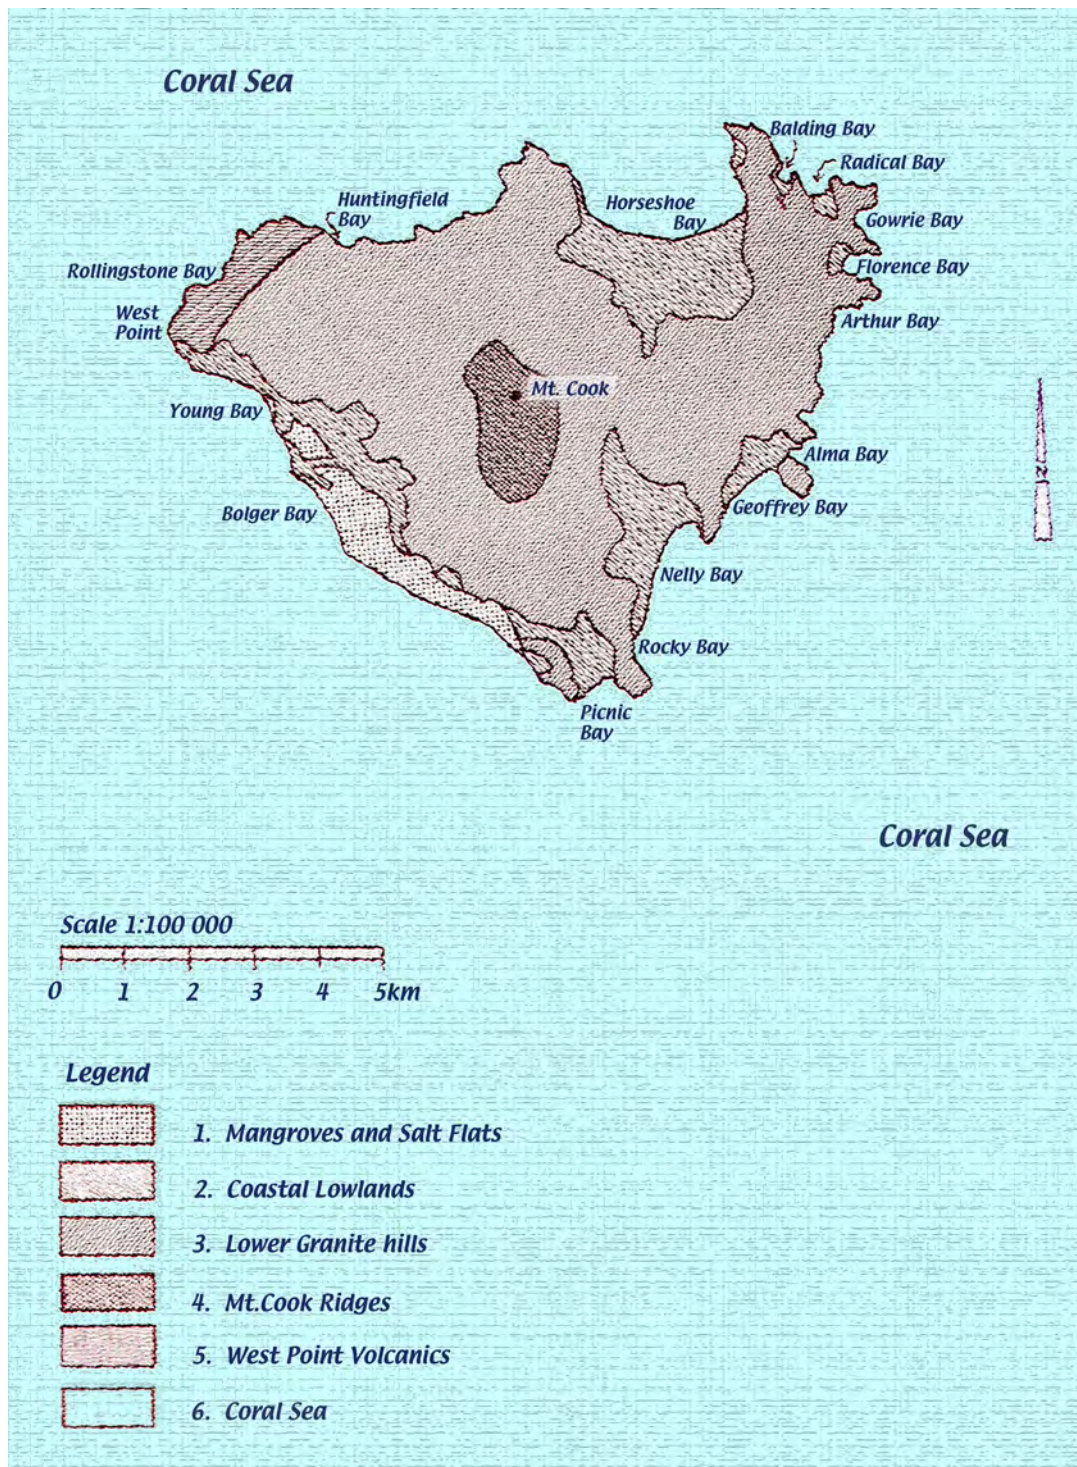 Coral Sea
Balding Bay
Radical Bay
Huntingfield
Bay
Horseshoe
Bay
Gowrie Bay
Rollingstone Bay
Florence Bay
West
Point
Arthur Bay
Mt. Cook
Young Bay
Alma Bay
Bolger Bay
Geoffrey Bay
N
Nelly Bay
Rocky Bay
Picnic
Bay
Coral Sea
Scale 1:100 000
0 1 2 3 4 5km
Legend
1. Mangroves and Salt Flats
2. Coastal Lowlands
3. Lower Granite hills
4. Mt.Cook Ridges
5. West Point Volcanics
6. Coral Sea